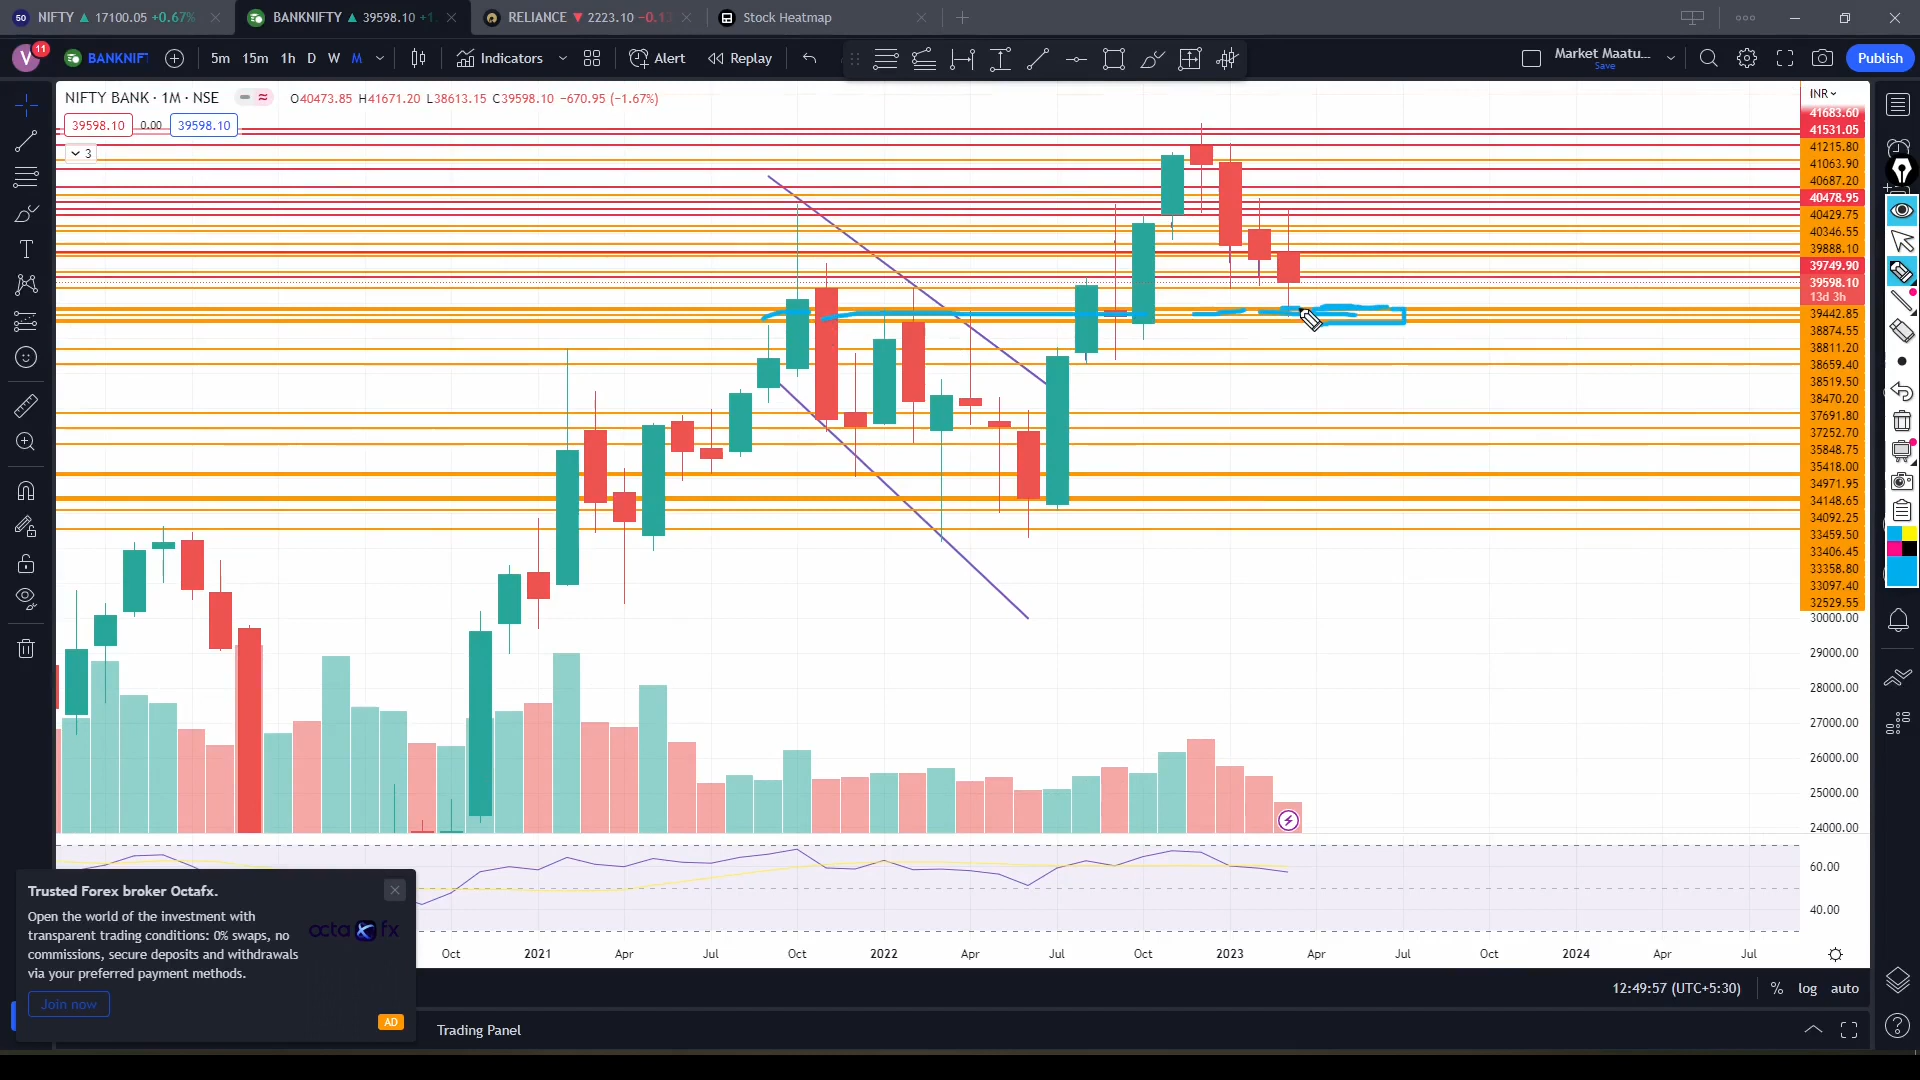 50 NIFTY ▲ 17100.05 +0.67%
BANKNIFTY ▲ 39598.10 +1.
RELIANCE ▼ 2223.10 −0.1
Stock Heatmap
V 11
BANKNIFT
5m 15m 1h D W M
Indicators
Alert
Replay
Market Maatu...
Save
Publish
NIFTY BANK · 1M · NSE
O40473.85 H41671.20 L38613.15 C39598.10 −670.95 (−1.67%)
39598.10 0.00 39598.10
3
INR
41683.60
41531.05
41215.80
41063.90
40687.20
40478.95
40429.75
40346.55
39888.10
39749.90
39598.10
13d 3h
39442.85
38874.55
38811.20
38659.40
38519.50
38470.20
37691.80
37252.70
35848.75
35418.00
34971.95
34148.65
34092.25
33459.50
33406.45
33358.80
33097.40
32529.55
30000.00
29000.00
28000.00
27000.00
26000.00
25000.00
24000.00
60.00
40.00
Trusted Forex broker Octafx.
Open the world of the investment with
transparent trading conditions: 0% swaps, no
commissions, secure deposits and withdrawals
via your preferred payment methods.
octa fx
Join now
AD
Oct 2021 Apr Jul Oct 2022 Apr Jul Oct 2023 Apr Jul Oct 2024 Apr Jul
12:49:57 (UTC+5:30) % log auto
Trading Panel